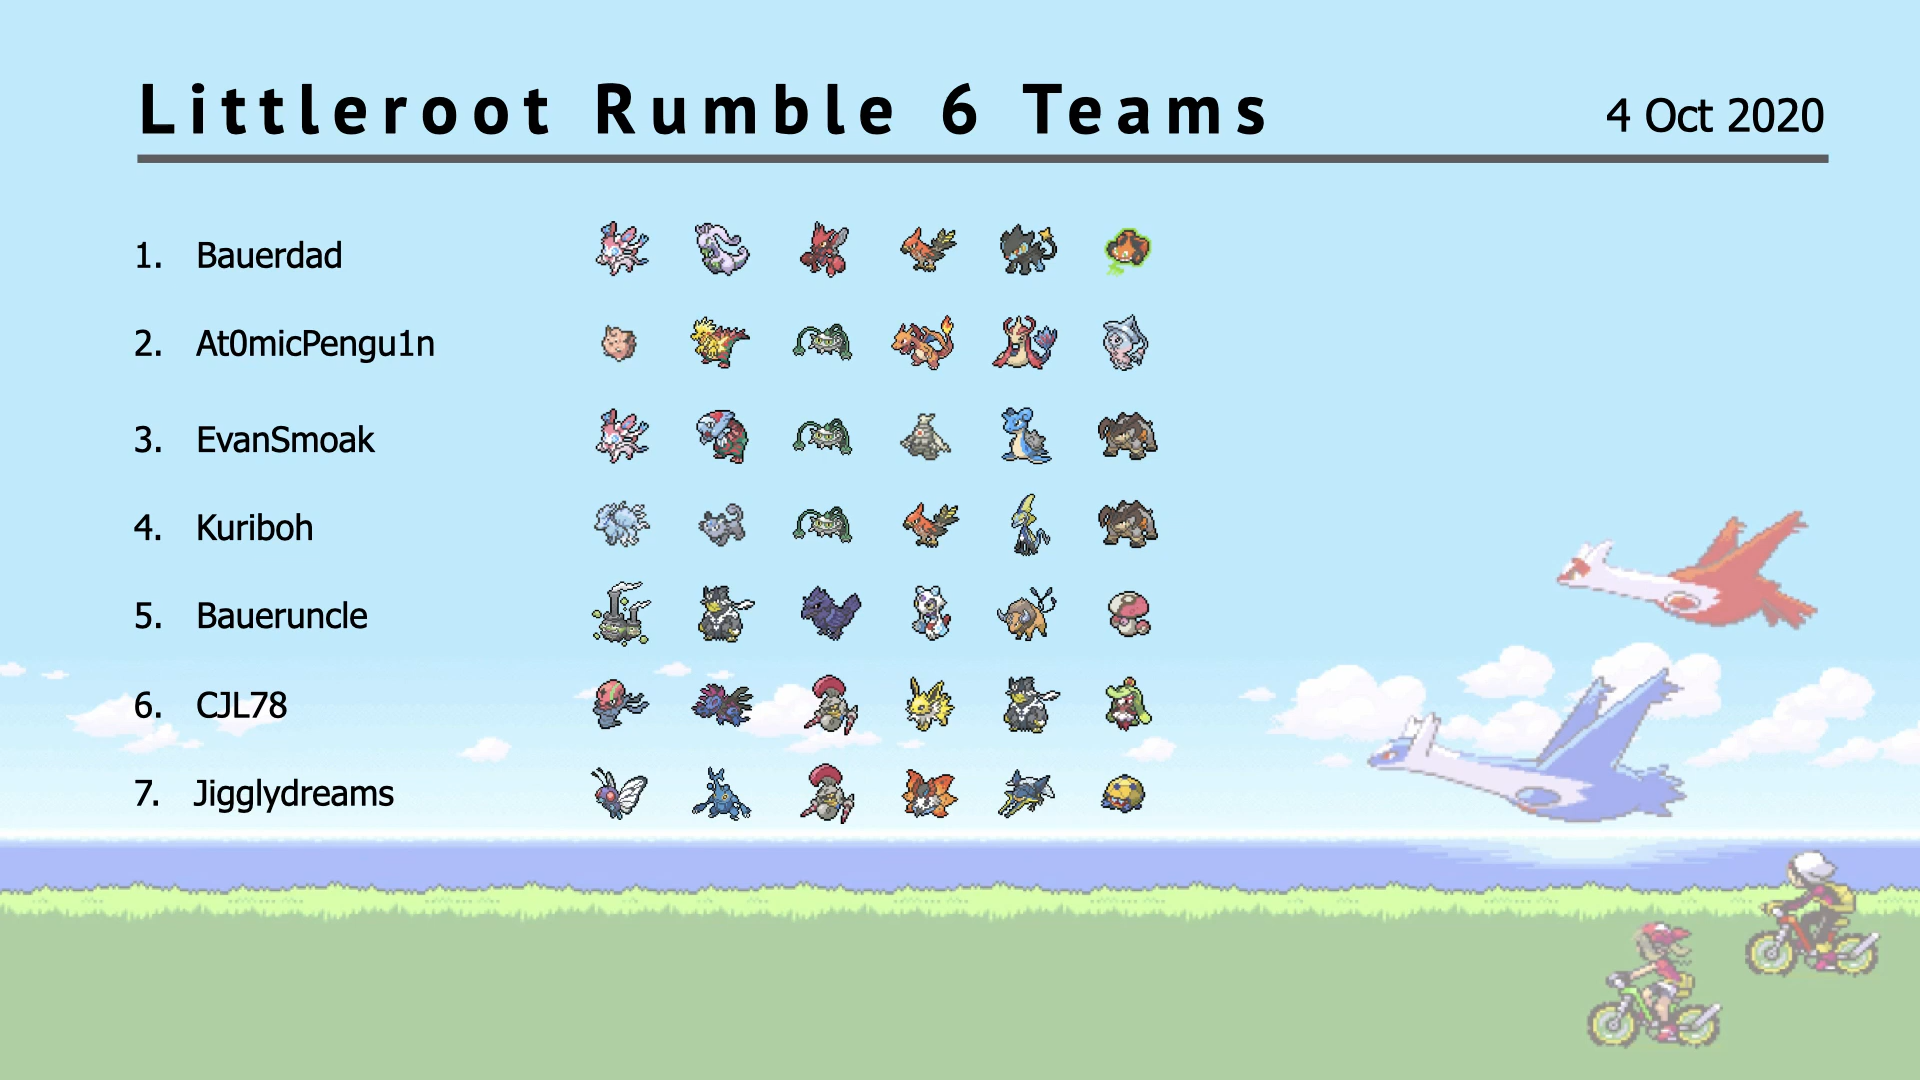 Littleroot Rumble 6 Teams 4 Oct 2020
1. Bauerdad
2. At0micPengu1n
3. EvanSmoak
4. Kuriboh
5. Baueruncle
6. CJL78
7. Jigglydreams